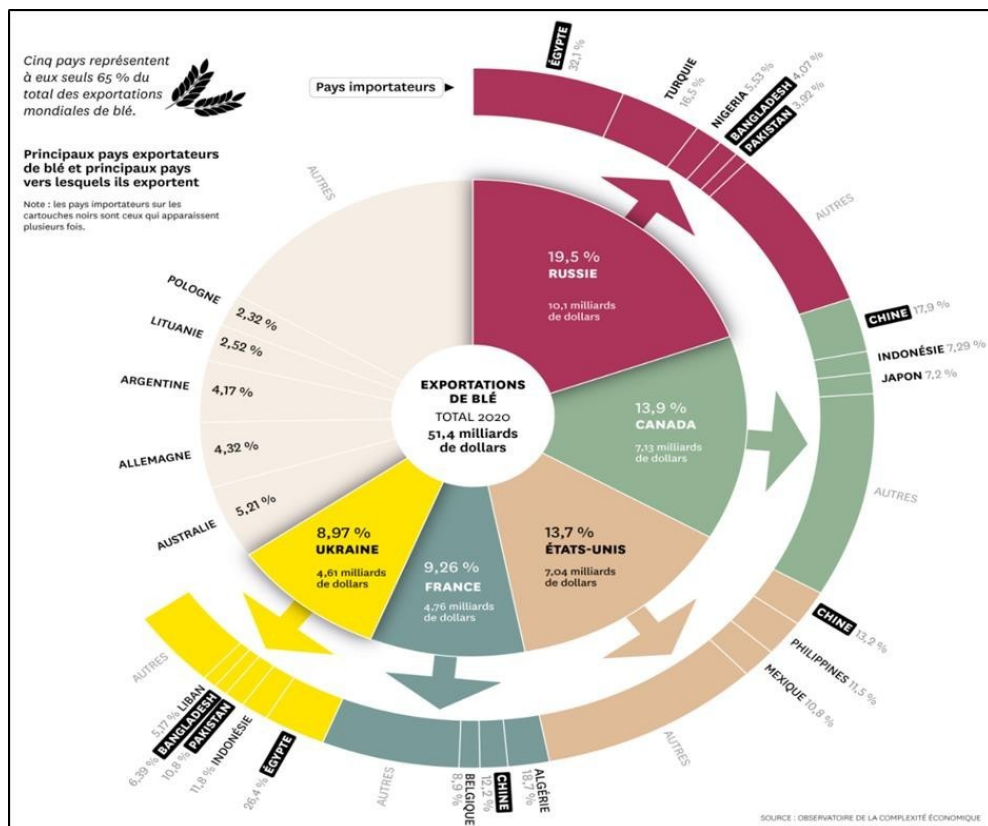 Cinq pays représentent
à eux seuls 65 % du
total des exportations
mondiales de blé.
Principaux pays exportateurs
de blé et principaux pays
vers lesquels ils exportent
Note : les pays importateurs sur les
cartouches noirs sont ceux qui apparaissent
plusieurs fois.
Pays importateurs
ÉGYPTE
32,1 %
TURQUIE
16,5 %
NIGERIA 5,53 %
BANGLADESH 4,07 %
PAKISTAN 3,92 %
AUTRES
CHINE 17,9 %
INDONÉSIE 7,29 %
JAPON 7,2 %
AUTRES
CHINE 13,2 %
PHILIPPINES 11,5 %
MEXIQUE 10,8 %
AUTRES
ALGÉRIE
18,7 %
CHINE
12,2 %
BELGIQUE
8,9 %
AUTRES
26,4 % ÉGYPTE
11,8 % INDONÉSIE
10,8 % PAKISTAN
6,39 % BANGLADESH
5,17 % LIBAN
AUTRES
19,5 %
RUSSIE
10,1 milliards
de dollars
13,9 %
CANADA
7,13 milliards
de dollars
13,7 %
ÉTATS-UNIS
7,04 milliards
de dollars
9,26 %
FRANCE
4,76 milliards
de dollars
8,97 %
UKRAINE
4,61 milliards
de dollars
AUSTRALIE
5,21 %
ALLEMAGNE
4,32 %
ARGENTINE
4,17 %
LITUANIE
2,52 %
POLOGNE
2,32 %
AUTRES
EXPORTATIONS
DE BLÉ
TOTAL 2020
51,4 milliards
de dollars
SOURCE : OBSERVATOIRE DE LA COMPLEXITÉ ÉCONOMIQUE